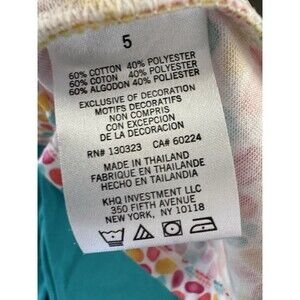 5
60% COTTON 40% POLYESTER
60% COTON 40% POLYESTER
60% ALGODON 40% POLIESTER
EXCLUSIVE OF DECORATION
MOTIFS DECORATIFS
NON COMPRIS
CON EXCEPCION
DE LA DECORACION
RN# 130323 CA# 60224
MADE IN THAILAND
FABRIQUE EN THAILANDE
HECHO EN TAILANDIA
KHQ INVESTMENT LLC
350 FIFTH AVENUE
NEW YORK, NY 10118